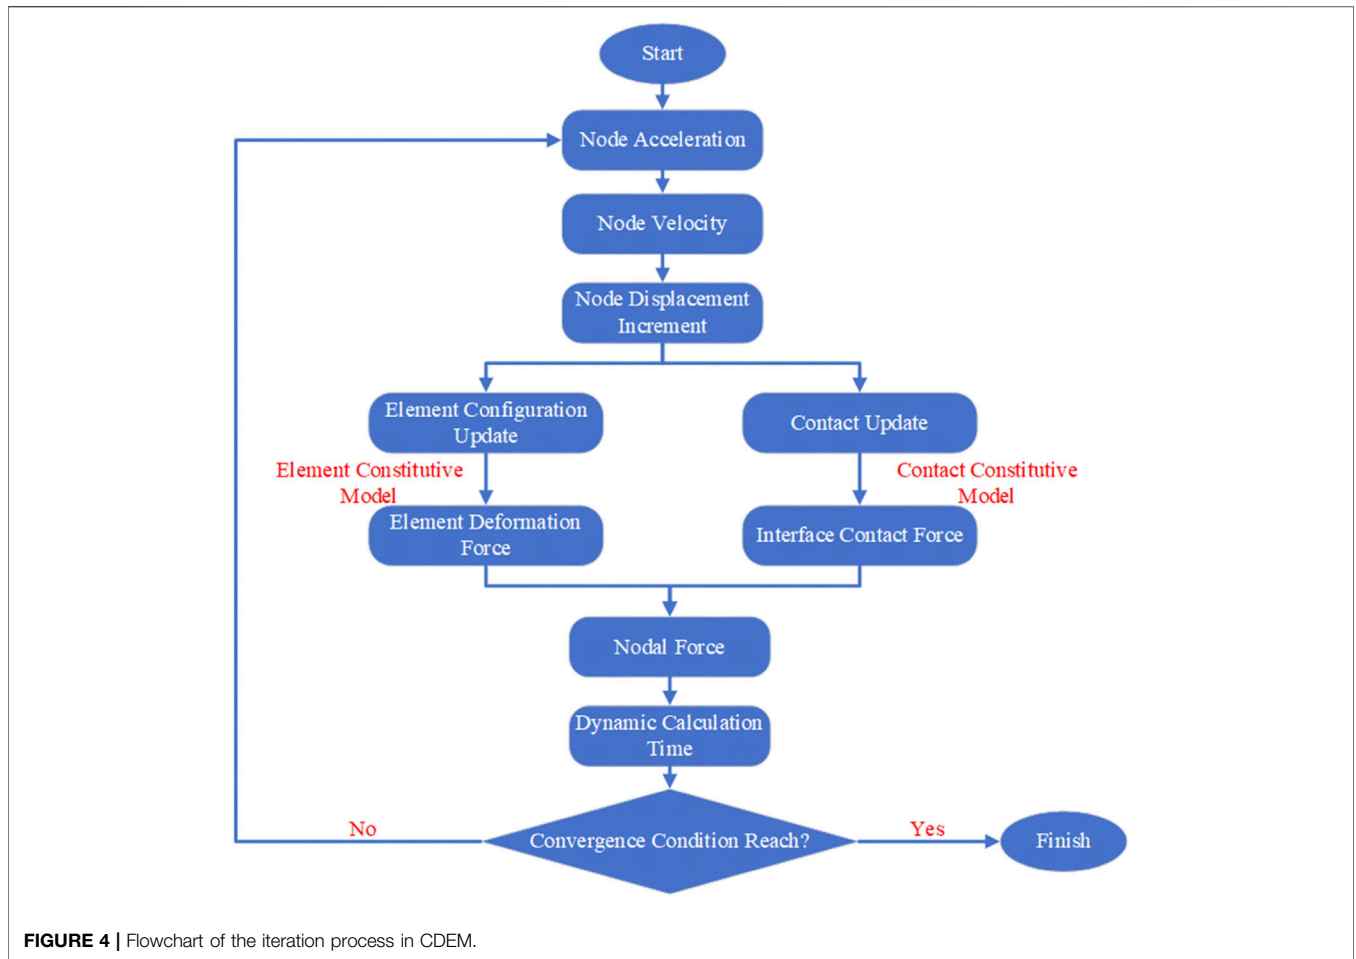 Start
Node Acceleration
Node Velocity
Node Displacement
Increment
Element Configuration
Update
Contact Update
Element Constitutive
Model
Contact Constitutive
Model
Element Deformation
Force
Interface Contact Force
Nodal Force
Dynamic Calculation
Time
No
Convergence Condition Reach?
Yes
Finish
FIGURE 4 | Flowchart of the iteration process in CDEM.